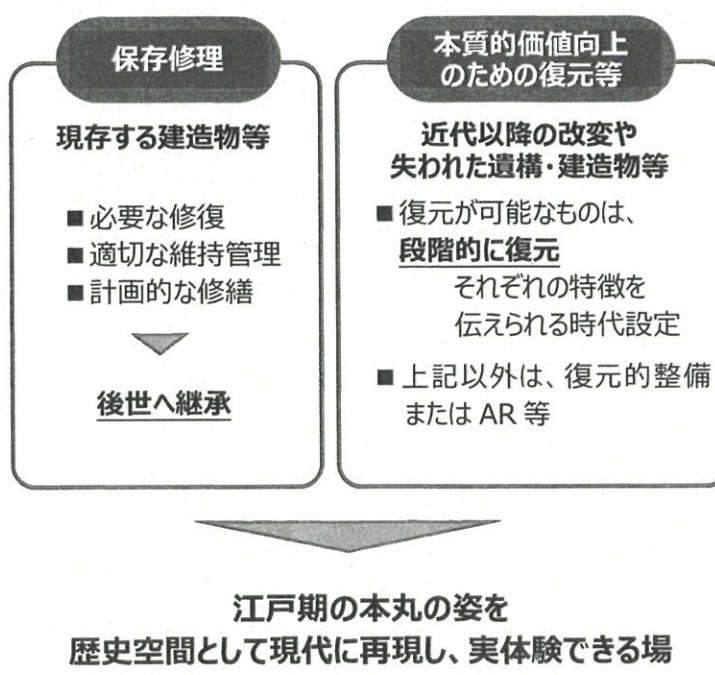 保存修理
現存する建造物等
■必要な修復
■適切な維持管理
■計画的な修繕
後世へ継承
本質的価値向上
のための復元等
近代以降の改変や
失われた遺構・建造物等
■復元が可能なものは、
段階的に復元
それぞれの特徴を
伝えられる時代設定
■上記以外は、復元的整備
または AR 等
江戸期の本丸の姿を
歴史空間として現代に再現し、実体験できる場